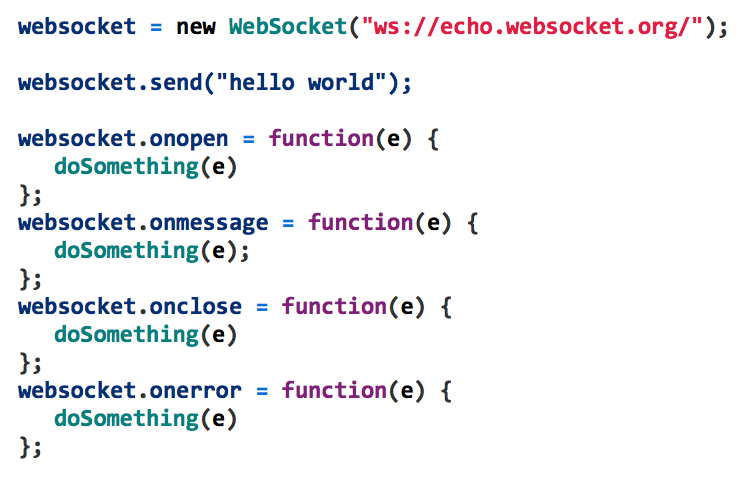 websocket = new WebSocket("ws://echo.websocket.org/");
websocket.send("hello world");
websocket.onopen = function(e) {
doSomething(e)
};
websocket.onmessage = function(e) {
doSomething(e);
};
websocket.onclose = function(e) {
doSomething(e)
};
websocket.onerror = function(e) {
doSomething(e)
};